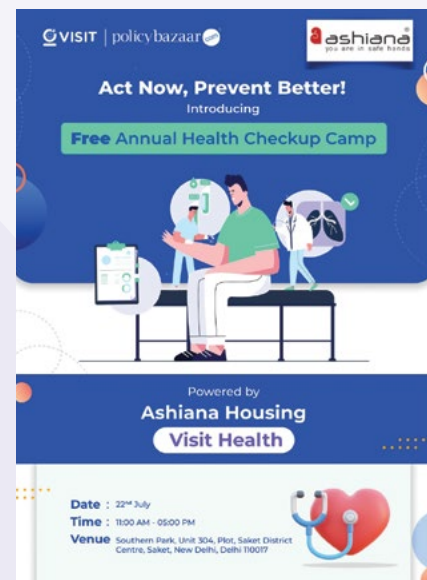 VISIT | policybazaar.com
ashiana®
you are in safe hands
Act Now, Prevent Better!
Introducing
Free Annual Health Checkup Camp
Powered by
Ashiana Housing
Visit Health
Date : 22nd July
Time : 11:00 AM - 05:00 PM
Venue Southern Park, Unit 304, Plot, Saket District
Centre, Saket, New Delhi, Delhi 110017